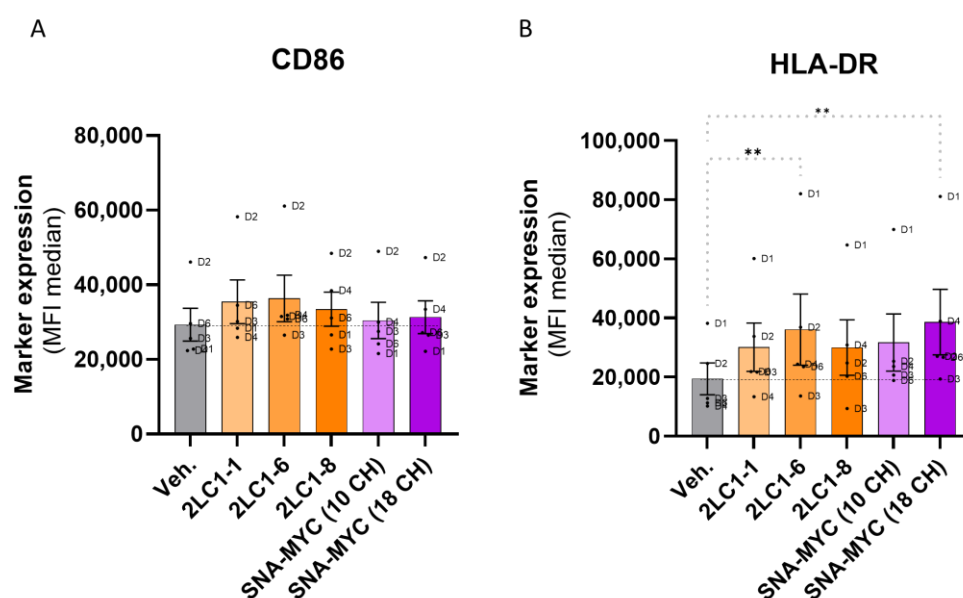 A
CD86
Marker expression
(MFI median)
80,000
60,000
40,000
20,000
0
D2
D6
D3
D1
D2
D6
D3
D1
D4
D2
D4
D6
D3
D2
D4
D6
D1
D3
D2
D4
D3
D6
D1
D2
D4
D3
D1
Veh.
2LC1-1
2LC1-6
2LC1-8
SNA-MYC (10 CH)
SNA-MYC (18 CH)
B
HLA-DR
**
**
Marker expression
(MFI median)
100,000
80,000
60,000
40,000
20,000
0
D1
D2
D4
D1
D2
D3
D4
D1
D2
D4
D6
D3
D1
D4
D2
D6
D3
D1
D2
D4
D3
D6
D1
D4
D6
D3
Veh.
2LC1-1
2LC1-6
2LC1-8
SNA-MYC (10 CH)
SNA-MYC (18 CH)